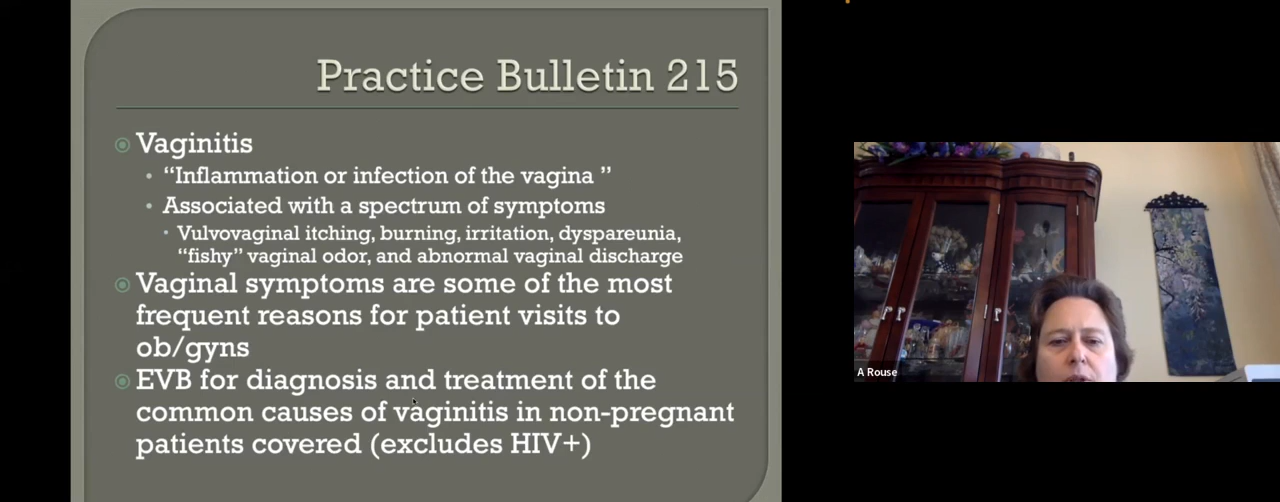 Practice Bulletin 215
Vaginitis
“Inflammation or infection of the vagina ”
Associated with a spectrum of symptoms
Vulvovaginal itching, burning, irritation, dyspareunia,
“fishy” vaginal odor, and abnormal vaginal discharge
Vaginal symptoms are some of the most
frequent reasons for patient visits to
ob/gyns
EVB for diagnosis and treatment of the
common causes of vaginitis in non-pregnant
patients covered (excludes HIV+)
A Rouse